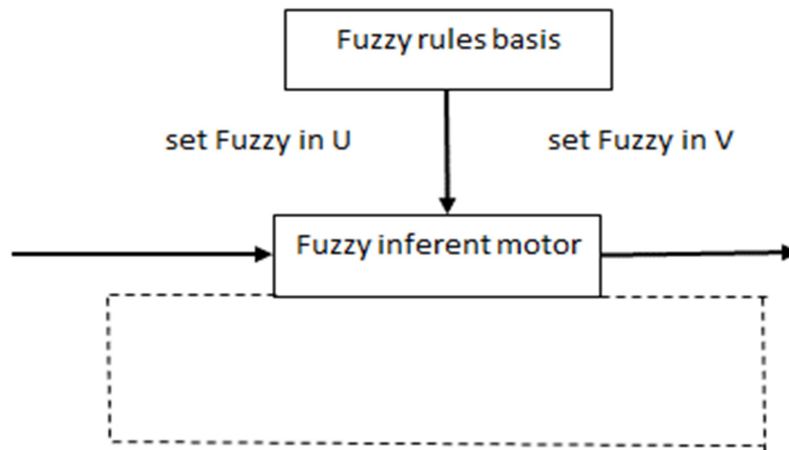 Fuzzy rules basis
set Fuzzy in U
set Fuzzy in V
Fuzzy inferent motor